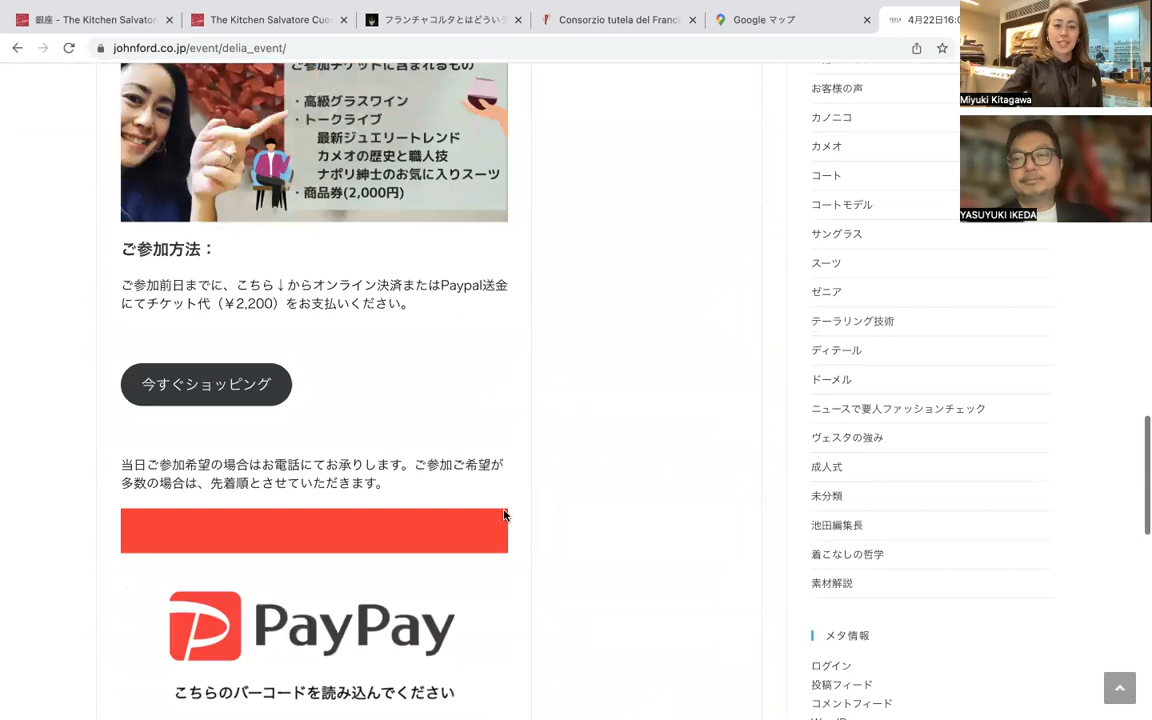 銀座 - The Kitchen Salvator
The Kitchen Salvatore Cuo
フランチャコルタとはどうい
Consorzio tutela del Franci
Google マップ
4月22日16:0
johnford.co.jp/event/delia_event/
Miyuki Kitagawa
YASUYUKI IKEDA
ご参加チケットに含まれるもの
・高級グラスワイン
・トークライブ
最新ジュエリートレンド
カメオの歴史と職人技
ナポリ紳士のお気に入りスーツ
・商品券(2,000円)
ご参加方法：
ご参加前日までに、こちら↓からオンライン決済またはPaypal送金
にてチケット代（￥2,200）をお支払いください。
今すぐショッピング
当日ご参加希望の場合はお電話にてお承りします。ご参加ご希望が
多数の場合は、先着順とさせていただきます。
PayPay
こちらのバーコードを読み込んでください
お客様の声
カノニコ
カメオ
コート
コートモデル
サングラス
スーツ
ゼニア
テーラリング技術
ディテール
ドーメル
ニュースで要人ファッションチェック
ヴェスタの強み
成人式
未分類
池田編集長
着こなしの哲学
素材解説
メタ情報
ログイン
投稿フィード
コメントフィード